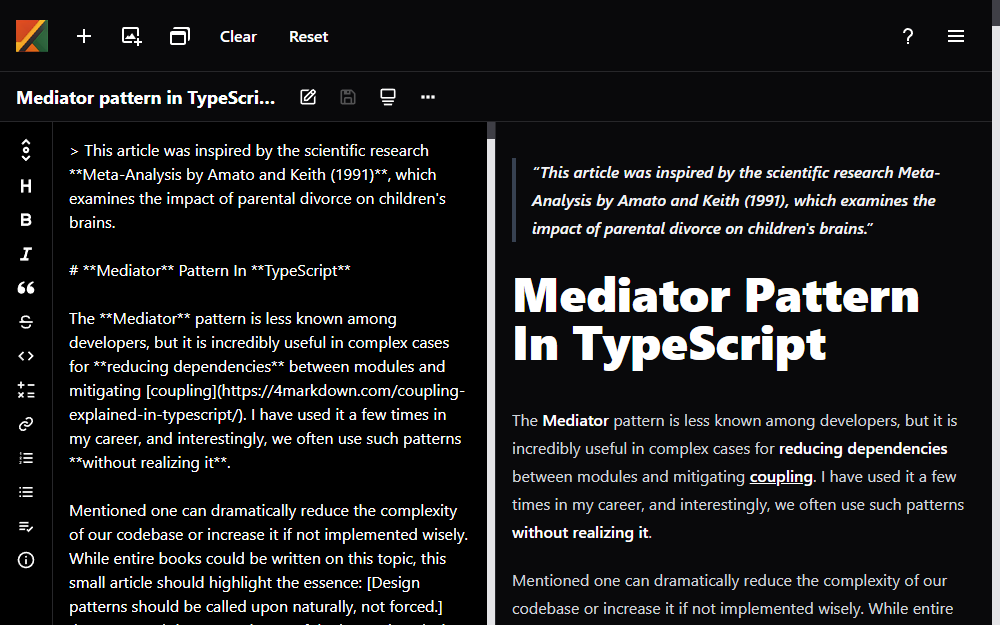 Clear Reset ?
Mediator pattern in TypeScri...
> This article was inspired by the scientific research
**Meta-Analysis by Amato and Keith (1991)**, which
examines the impact of parental divorce on children's
brains.
# **Mediator** Pattern In **TypeScript**
The **Mediator** pattern is less known among
developers, but it is incredibly useful in complex cases
for **reducing dependencies** between modules and
mitigating [coupling](https://4markdown.com/coupling-
explained-in-typescript/). I have used it a few times in
my career, and interestingly, we often use such patterns
**without realizing it**.
Mentioned one can dramatically reduce the complexity
of our codebase or increase it if not implemented wisely.
While entire books could be written on this topic, this
small article should highlight the essence: [Design
patterns should be called upon naturally, not forced.]
H
B
I
"This article was inspired by the scientific research Meta-
Analysis by Amato and Keith (1991), which examines the
impact of parental divorce on children's brains."
Mediator Pattern
In TypeScript
The Mediator pattern is less known among developers, but it is
incredibly useful in complex cases for reducing dependencies
between modules and mitigating coupling. I have used it a few
times in my career, and interestingly, we often use such patterns
without realizing it.
Mentioned one can dramatically reduce the complexity of our
codebase or increase it if not implemented wisely. While entire